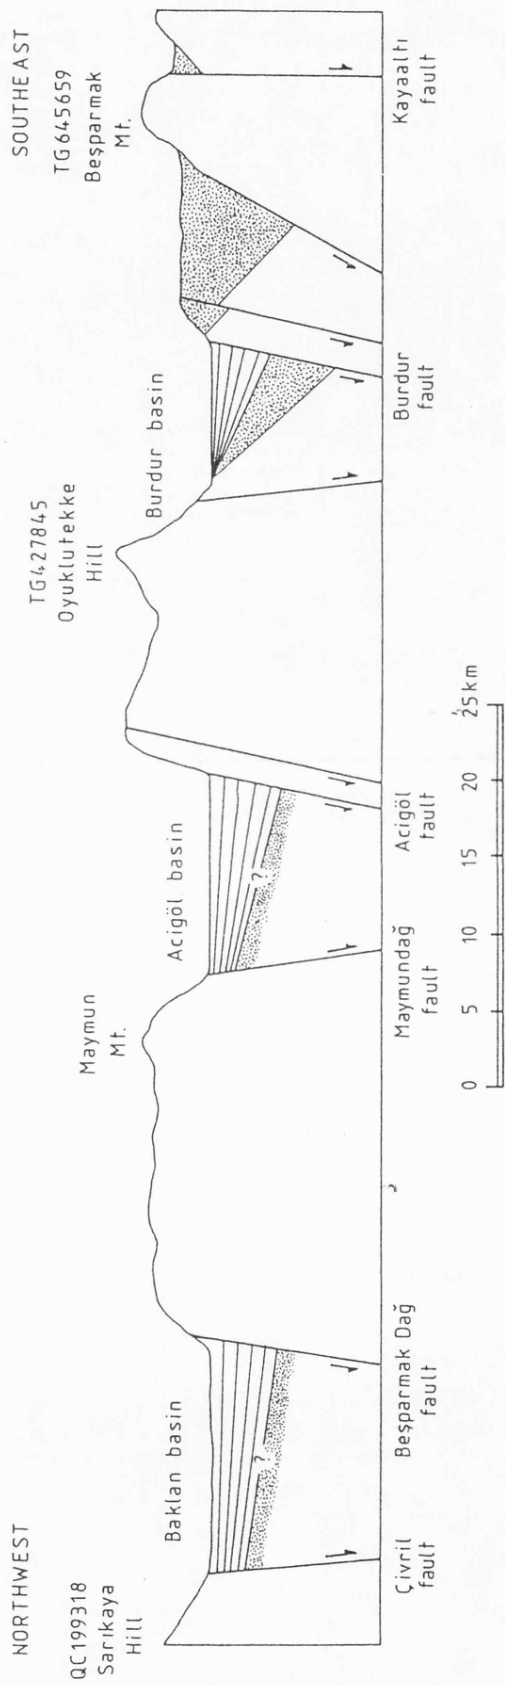 NORTHWEST
SOUTHEAST
QC199318
Sarıkaya
Hill
Baklan basin
Maymun
Mt.
Acigöl basin
TG427845
Oyuklutekke
Hill
Burdur basin
TG645659
Beşparmak
Mt.
?
?
Çivril
fault
Beşparmak Dağ
fault
Maymundağ
fault
Acigöl
fault
Burdur
fault
Kayaaltı
fault
0 5 10 15 20 25km